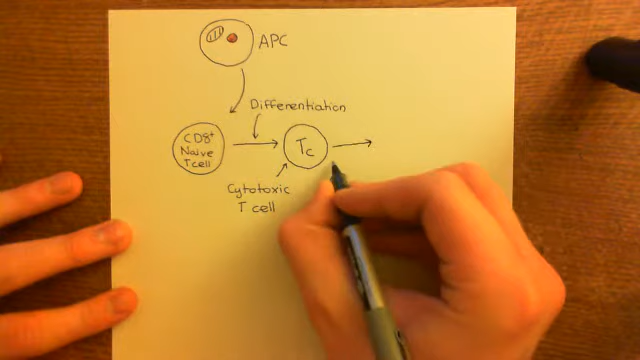 APC
Differentiation
CD8⁺
Naive
T cell
Tc
Cytotoxic
T cell